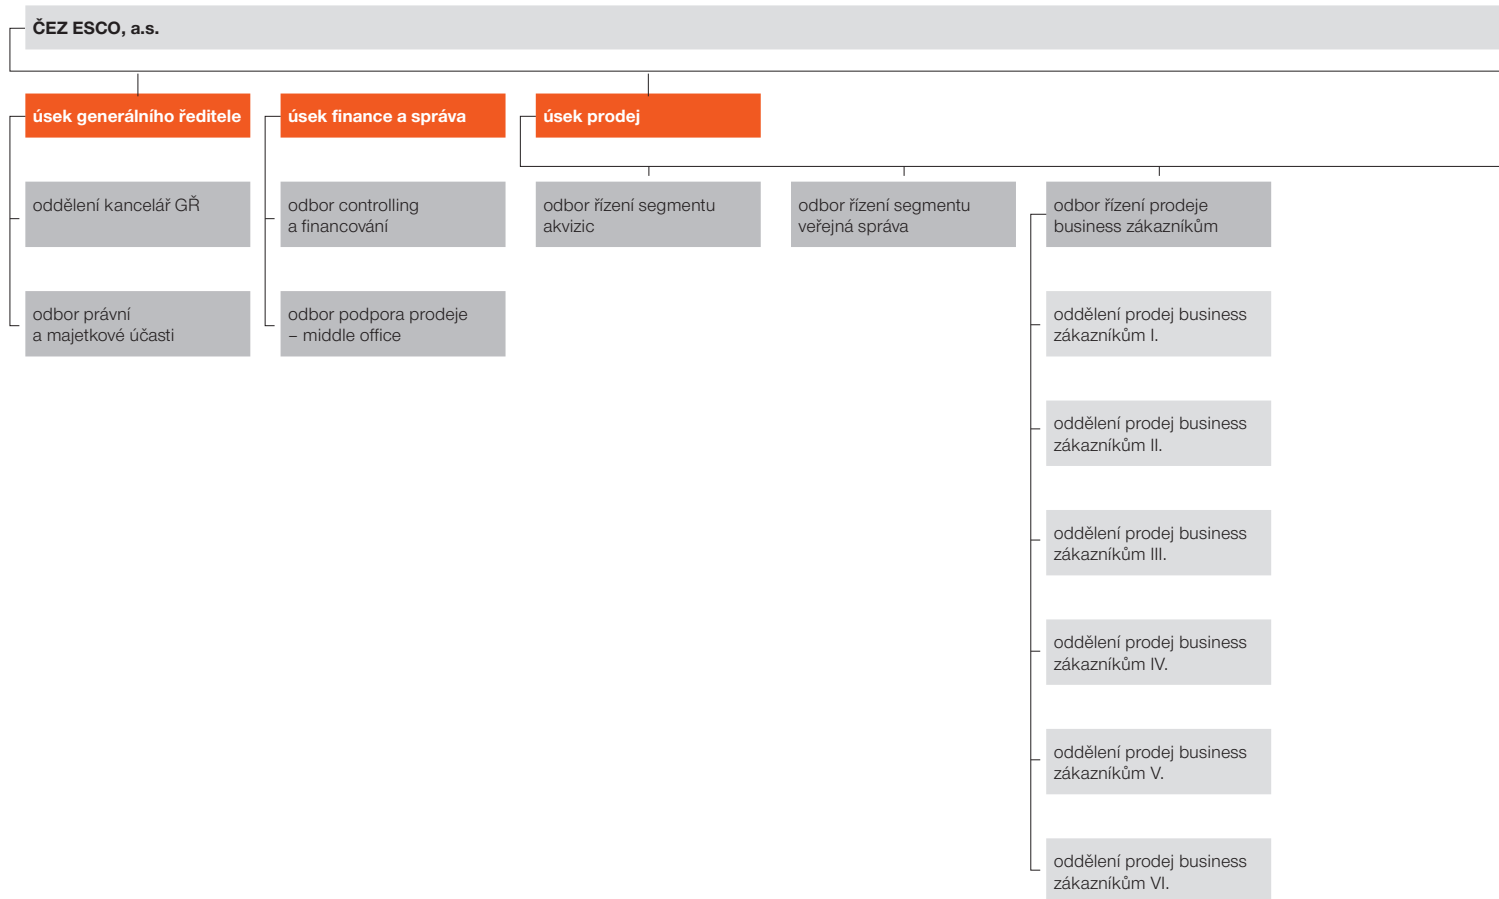 ČEZ ESCO, a.s.
úsek generálního ředitele
úsek finance a správa
úsek prodej
oddělení kancelář GŘ
odbor controlling
a financování
odbor řízení segmentu
akvizic
odbor řízení segmentu
veřejná správa
odbor řízení prodeje
business zákazníkům
odbor právní
a majetkové účasti
odbor podpora prodeje
– middle office
oddělení prodej business
zákazníkům I.
oddělení prodej business
zákazníkům II.
oddělení prodej business
zákazníkům III.
oddělení prodej business
zákazníkům IV.
oddělení prodej business
zákazníkům V.
oddělení prodej business
zákazníkům VI.